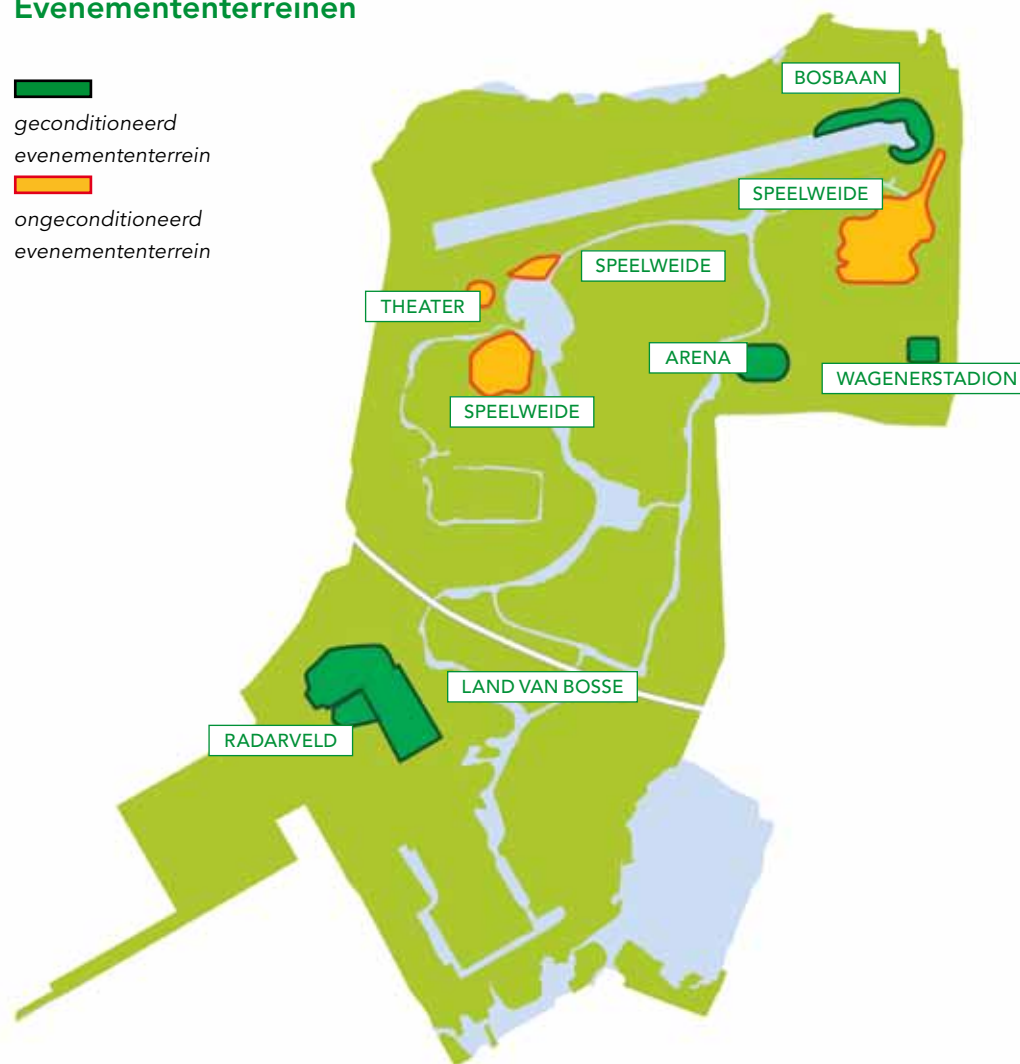 Evenemententerreinen
geconditioneerd
evenemententerrein
ongeconditioneerd
evenemententerrein
BOSBAAN
SPEELWEIDE
SPEELWEIDE
THEATER
ARENA
WAGENERSTADION
SPEELWEIDE
LAND VAN BOSSE
RADARVELD